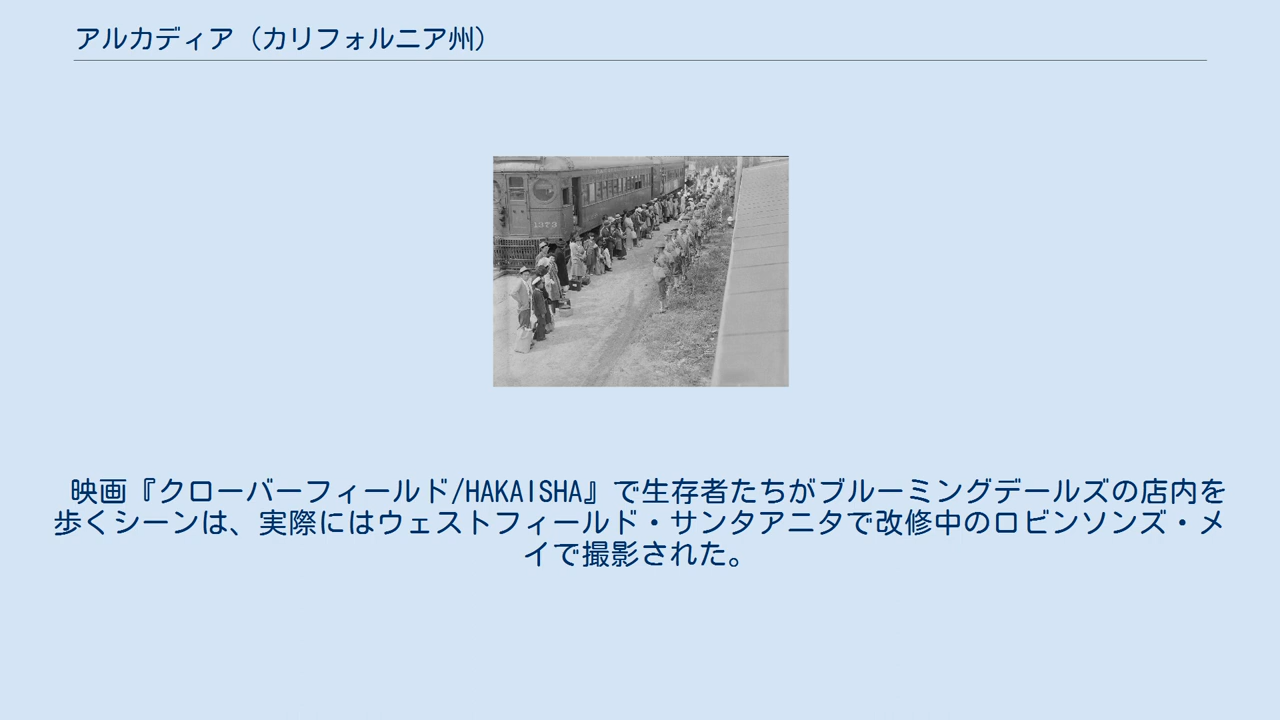 アルカディア（カリフォルニア州）
1373
映画『クローバーフィールド/HAKAISHA』で生存者たちがブルーミングデールズの店内を
歩くシーンは、実際にはウェストフィールド・サンタアニタで改修中のロビンソンズ・メ
イで撮影された。